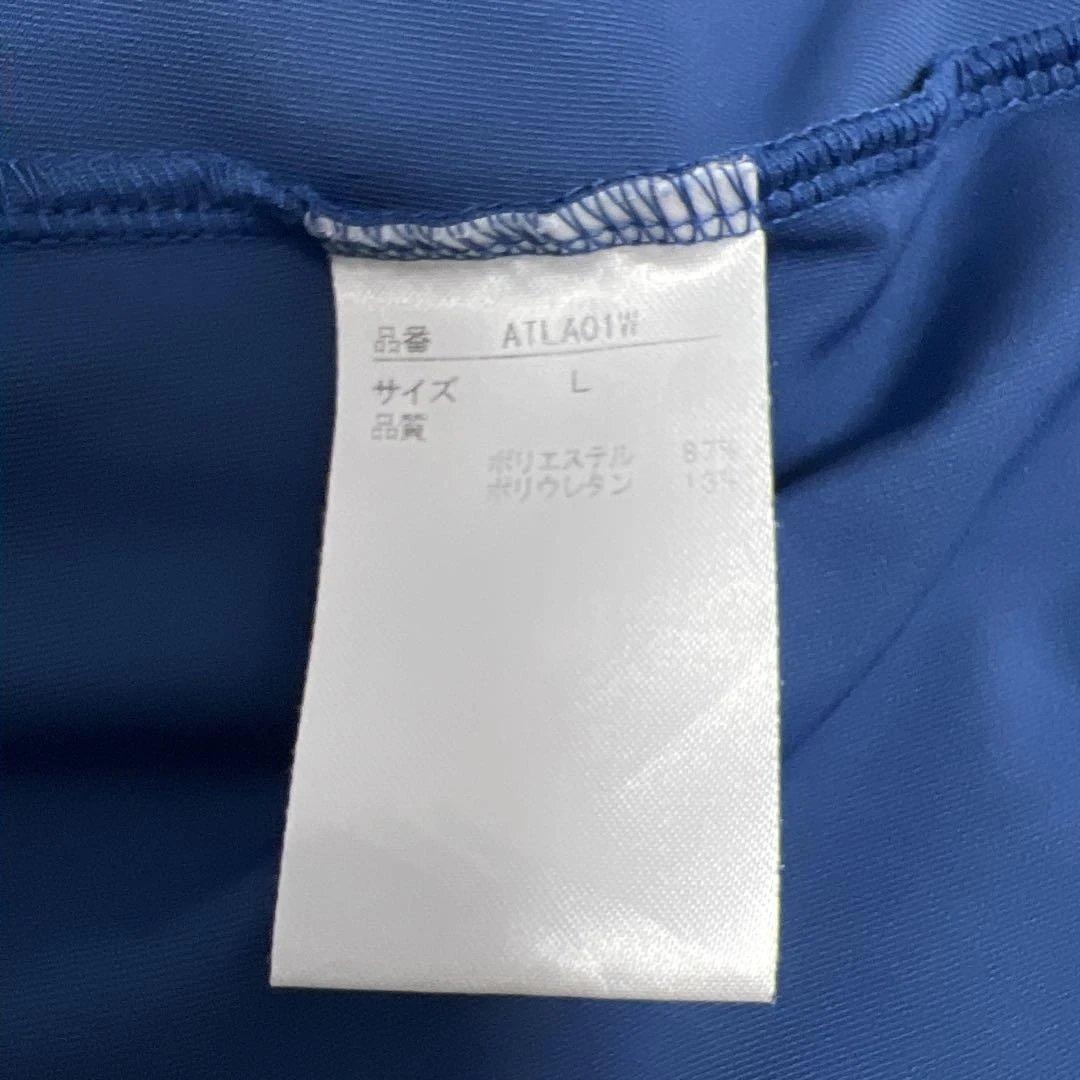 品番 ATLA01W
サイズ L
品質
ポリエステル 87%
ポリウレタン 13%